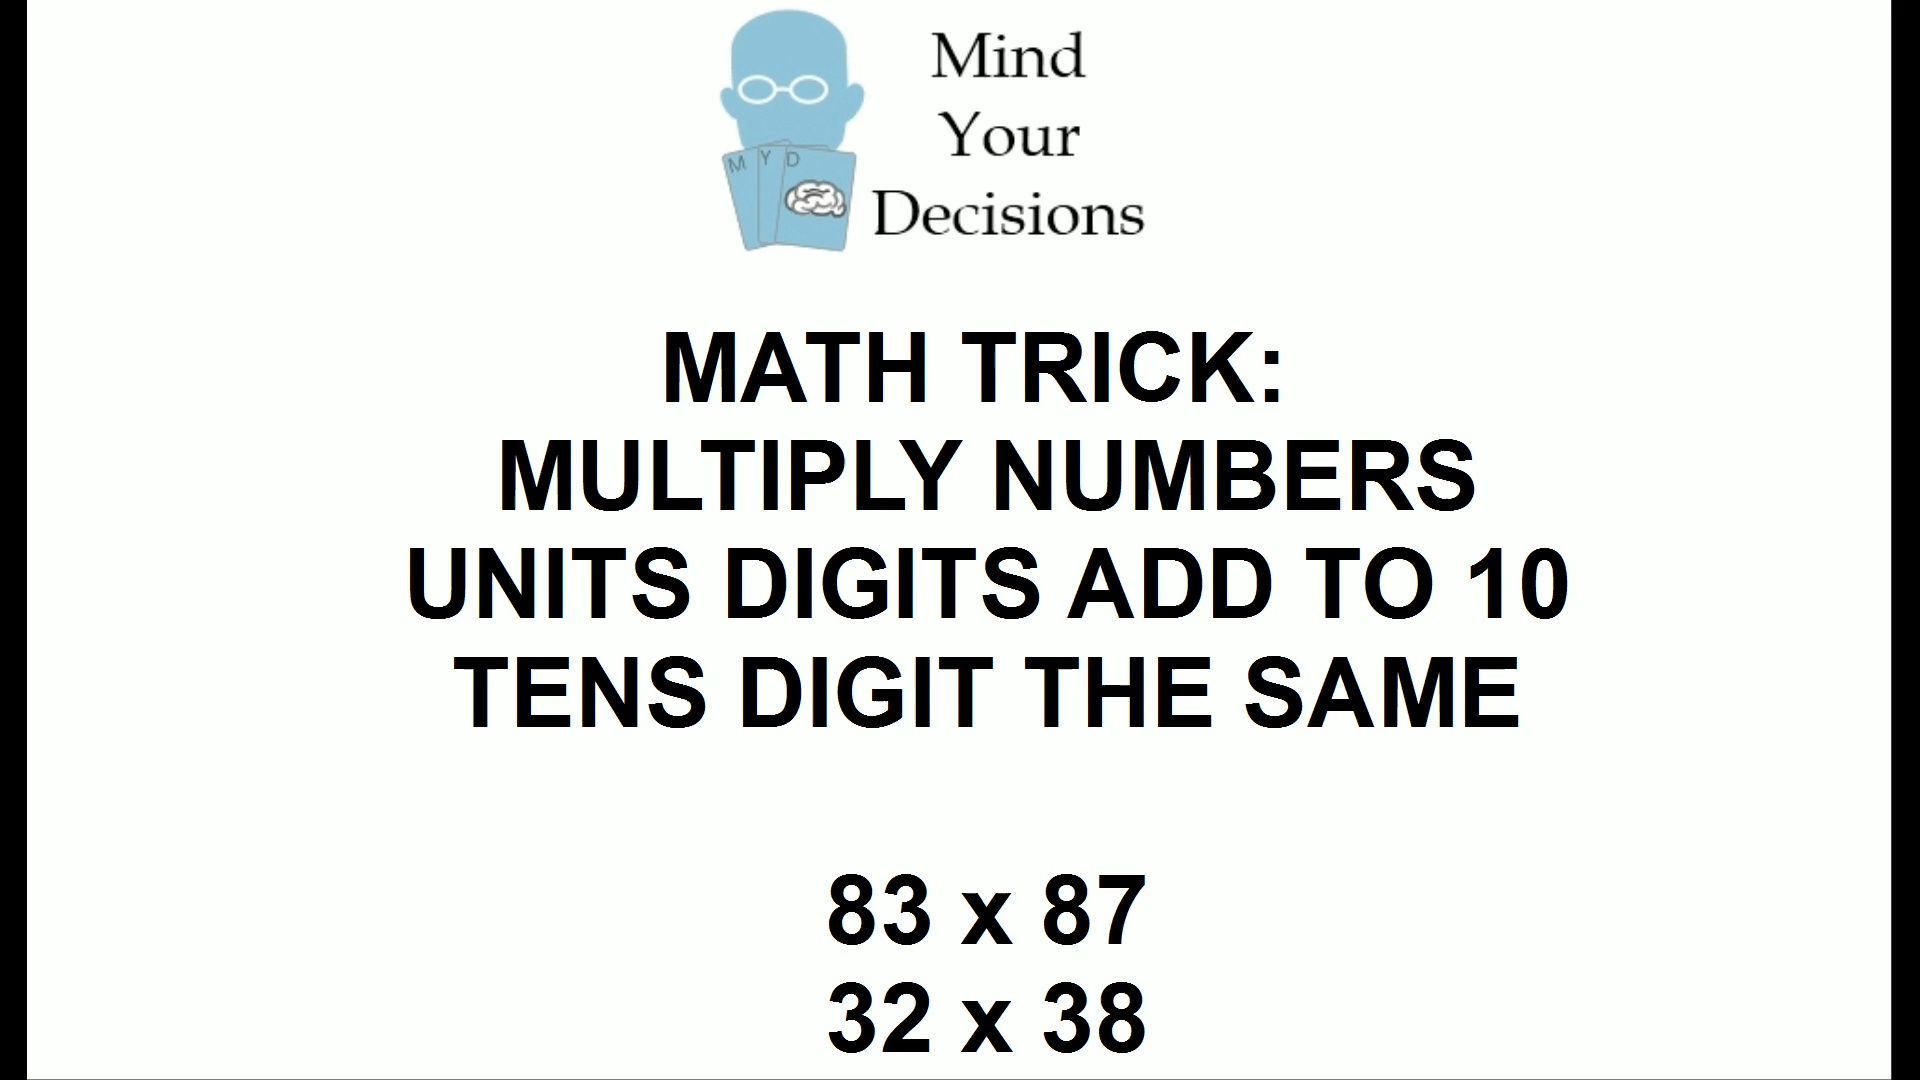 Mind
Your
Decisions
M Y D
MATH TRICK:
MULTIPLY NUMBERS
UNITS DIGITS ADD TO 10
TENS DIGIT THE SAME
83 x 87
32 x 38